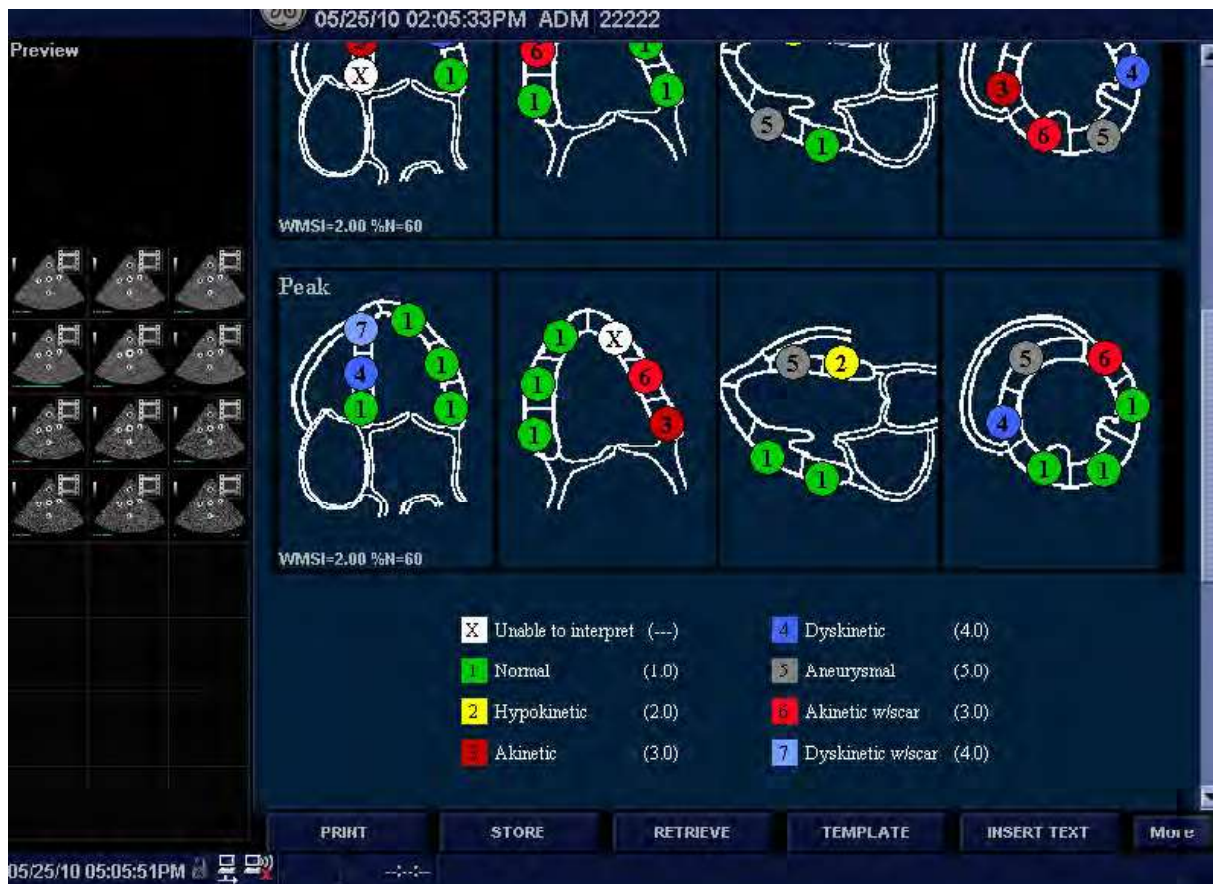 05/25/10 02:05:33PM ADM 22222
Preview
X 1
6 1
1 1
5 1
3 4
6 5
WMSI=2.00 %N=60
Peak
7 1
4 1
1 1
1 X
1 6
1 3
5 2
1 1
5 6
4 1
1 1
WMSI=2.00 %N=60
X Unable to interpret (---)
4 Dyskinetic (4.0)
1 Normal (1.0)
5 Aneurysmal (5.0)
2 Hypokinetic (2.0)
6 Akinetic w/scar (3.0)
3 Akinetic (3.0)
7 Dyskinetic w/scar (4.0)
PRINT STORE RETRIEVE TEMPLATE INSERT TEXT More
05/25/10 05:05:51PM --:--